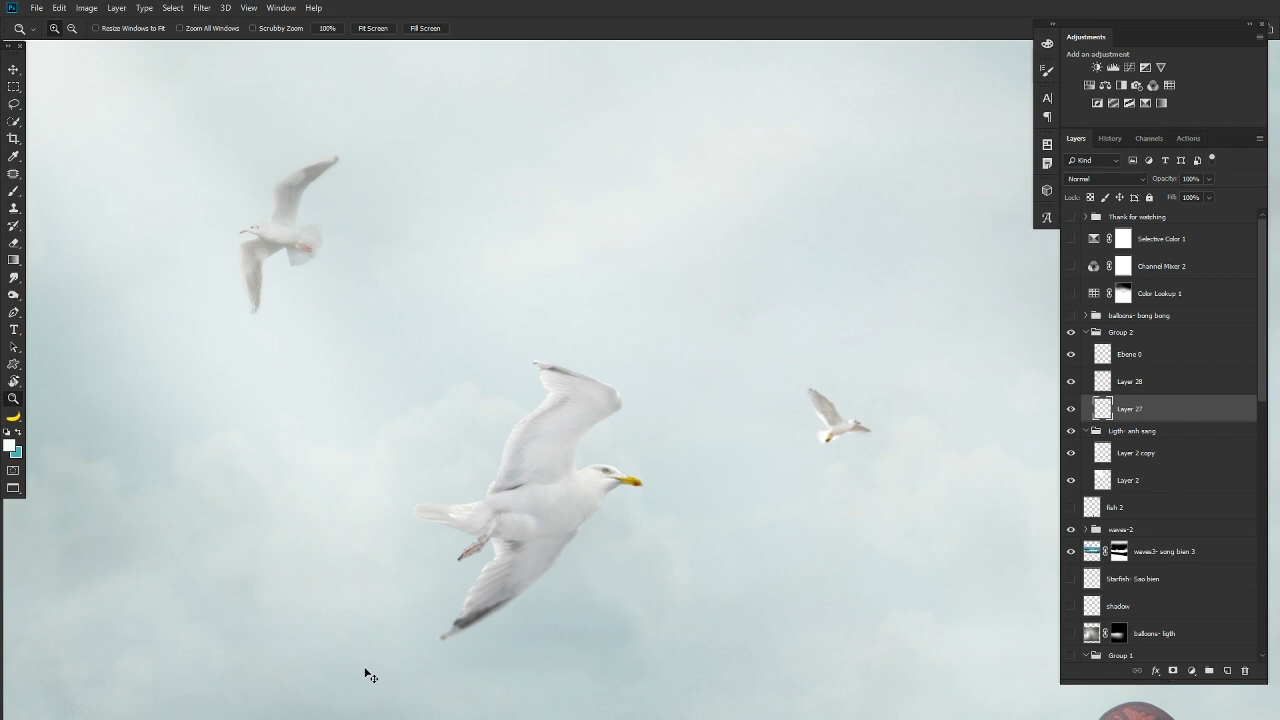 Ps File Edit Image Layer Type Select Filter 3D View Window Help
Resize Windows to Fit Zoom All Windows Scrubby Zoom 100% Fit Screen Fill Screen
Adjustments
Add an adjustment
Layers History Channels Actions
Kind
Normal Opacity: 100%
Lock: Fill: 100%
Thank for watching
Selective Color 1
Channel Mixer 2
Color Lookup 1
balloons- bong bong
Group 2
Ebene 0
Layer 28
Layer 27
Ligth- anh sang
Layer 2 copy
Layer 2
fish 2
waves-2
waves3- song bien 3
Starfish- Sao bien
shadow
balloons- ligth
Group 1
fx